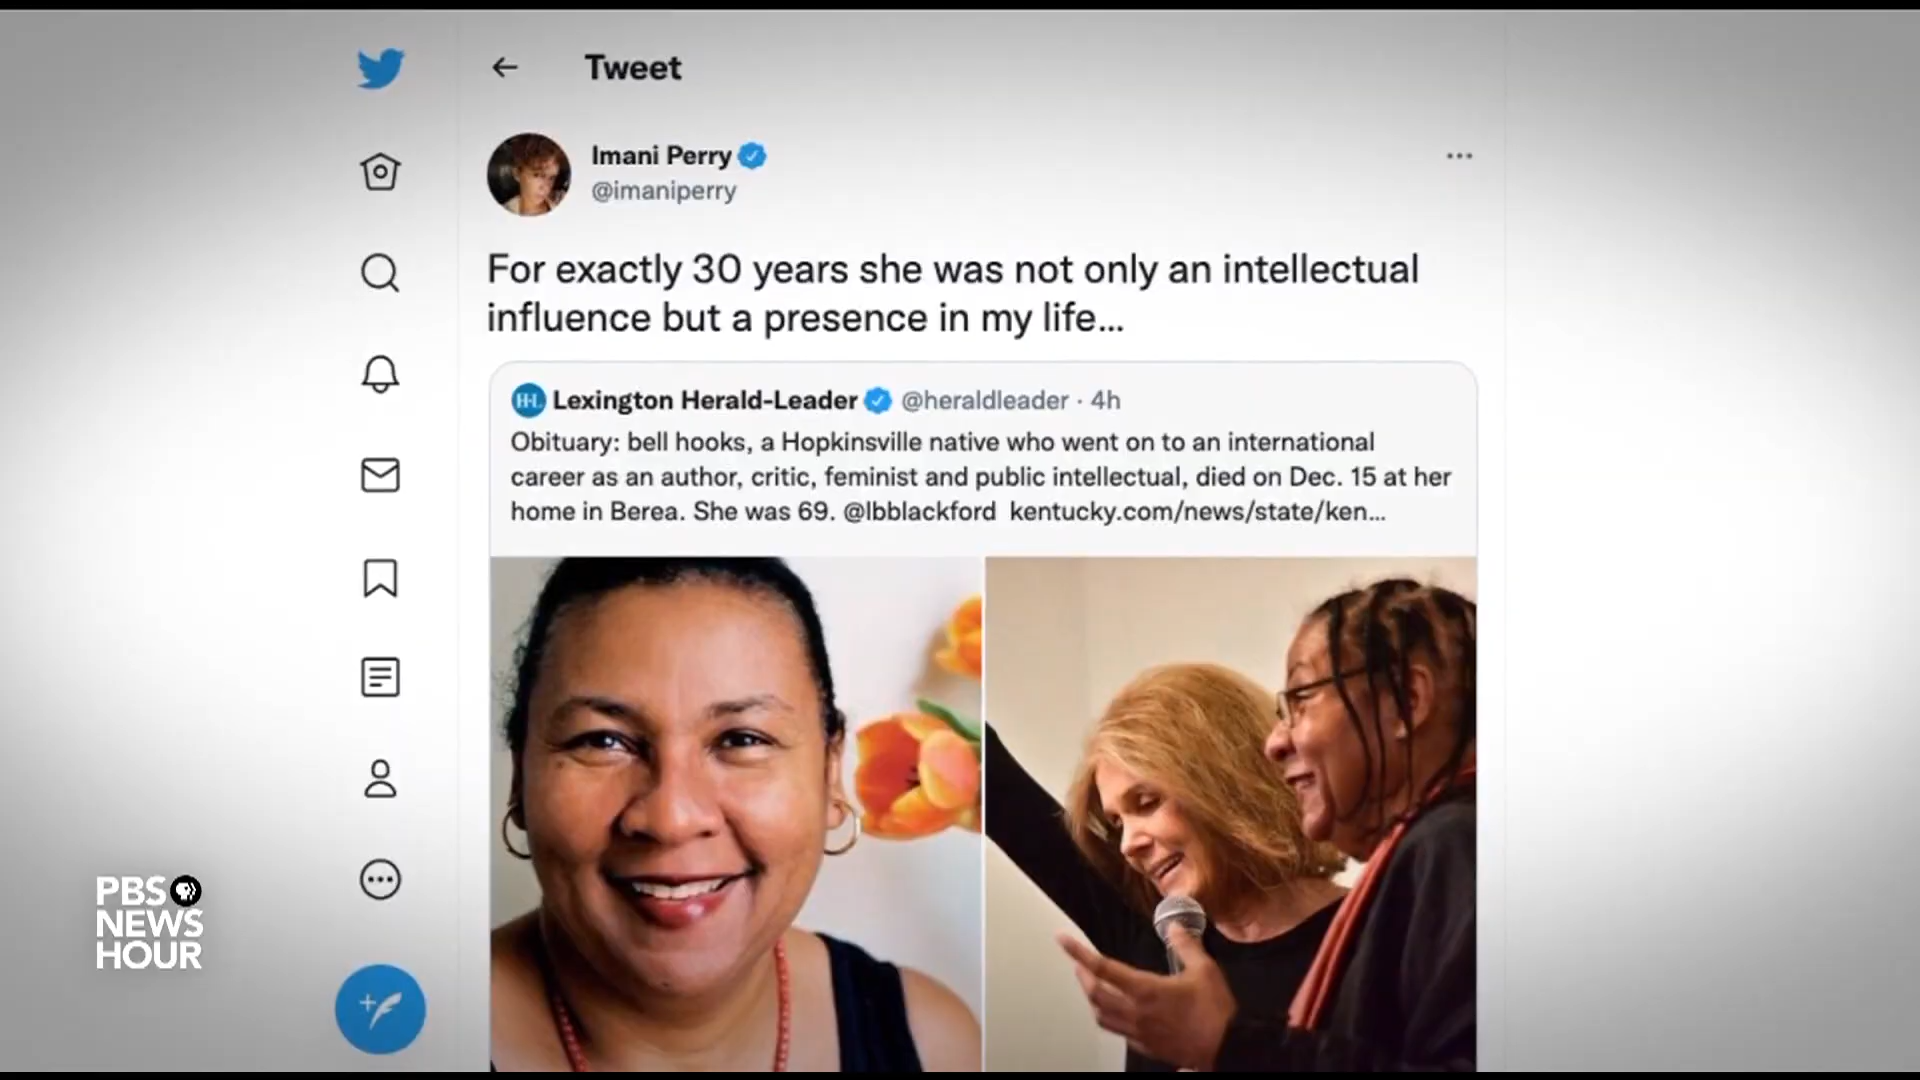 Tweet
Imani Perry
@imaniperry
For exactly 30 years she was not only an intellectual
influence but a presence in my life...
H-L Lexington Herald-Leader @heraldleader · 4h
Obituary: bell hooks, a Hopkinsville native who went on to an international
career as an author, critic, feminist and public intellectual, died on Dec. 15 at her
home in Berea. She was 69. @lbblackford kentucky.com/news/state/ken...
PBS
NEWS
HOUR